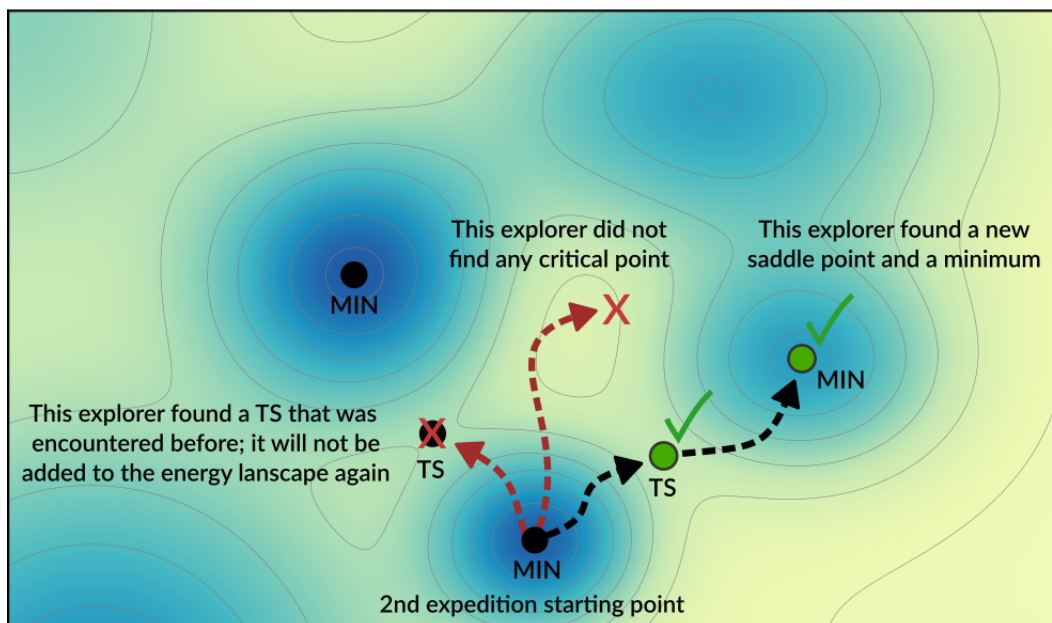 This explorer did not
find any critical point
This explorer found a new
saddle point and a minimum
MIN
MIN
This explorer found a TS that was
encountered before; it will not be
added to the energy lanscape again
TS
TS
MIN
2nd expedition starting point